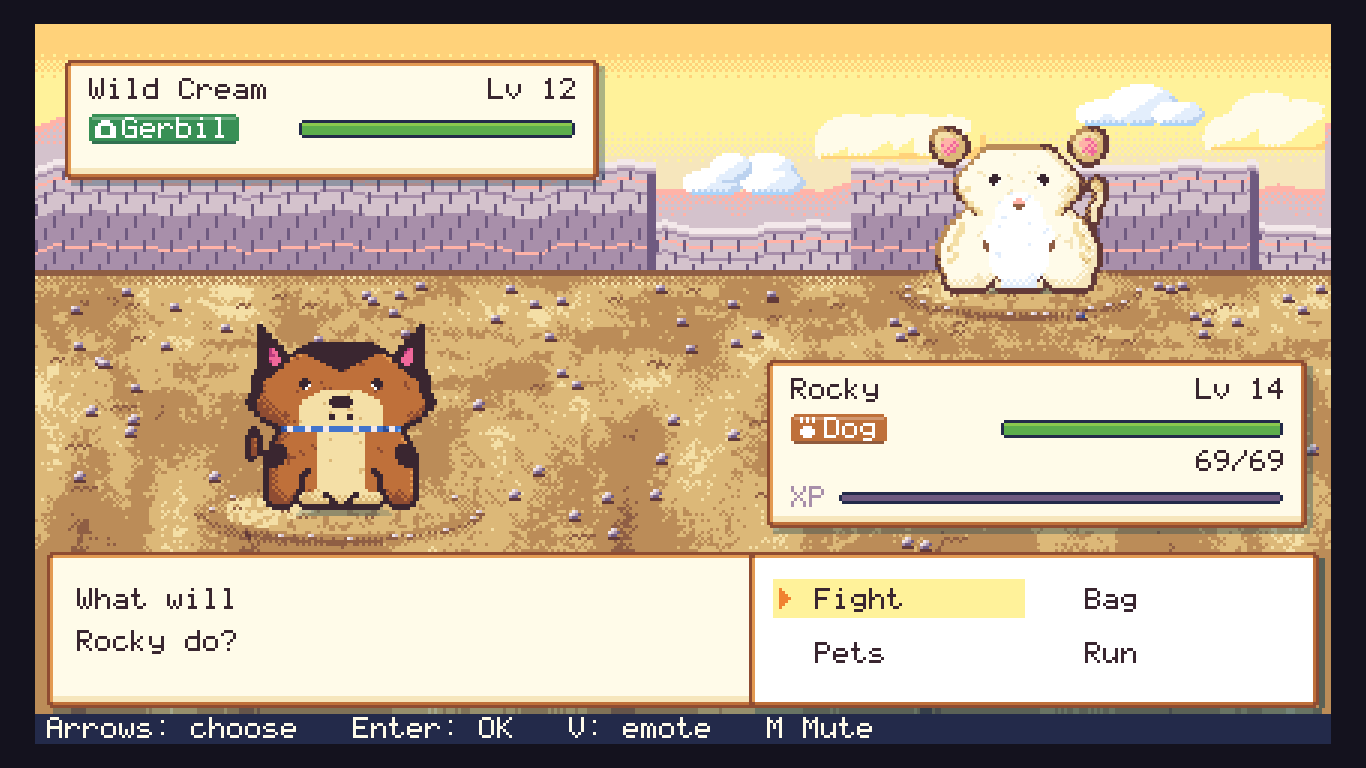 Wild Cream Lv 12
Gerbil
Rocky Lv 14
Dog
69/69
XP
What will
Rocky do?
Fight Bag
Pets Run
Arrows: choose Enter: OK V: emote M Mute